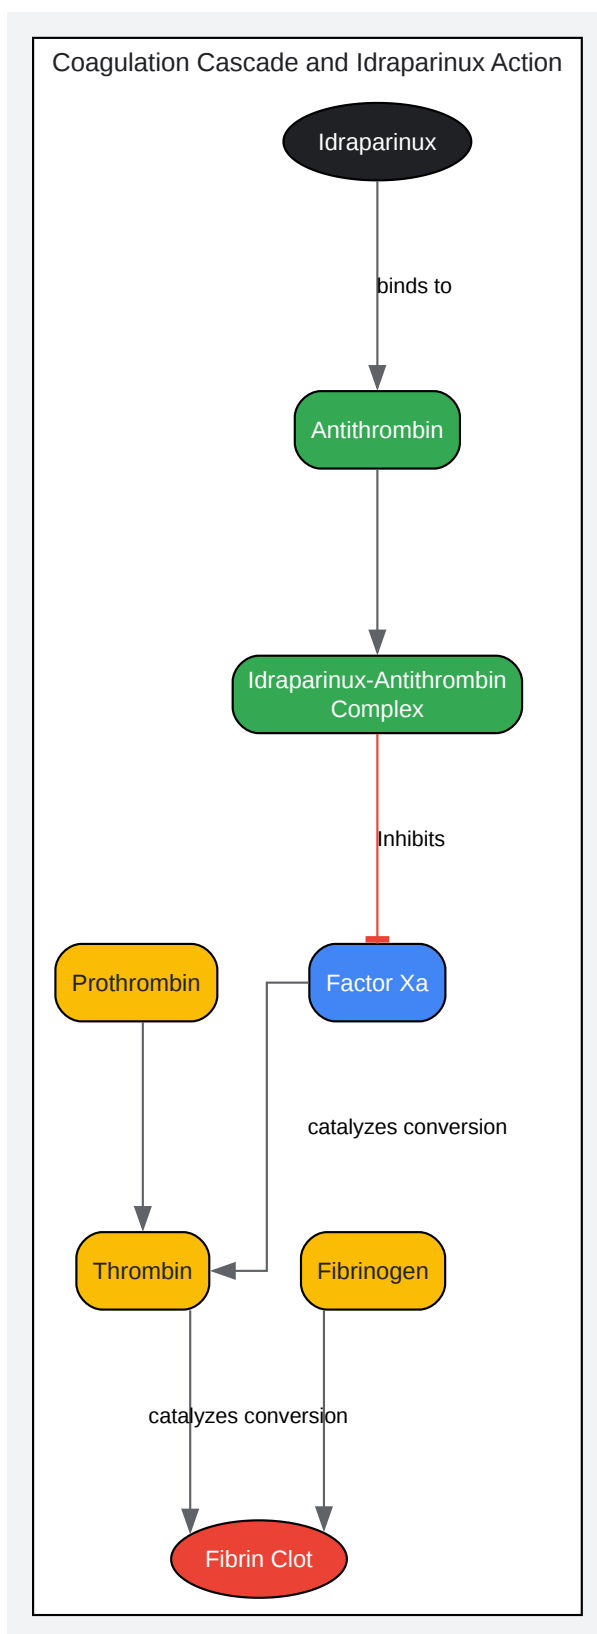 Coagulation Cascade and Idraparinux Action
Idraparinux
binds to
Antithrombin
Idraparinux-Antithrombin
Complex
Inhibits
Prothrombin
Factor Xa
catalyzes conversion
Thrombin
Fibrinogen
catalyzes conversion
Fibrin Clot